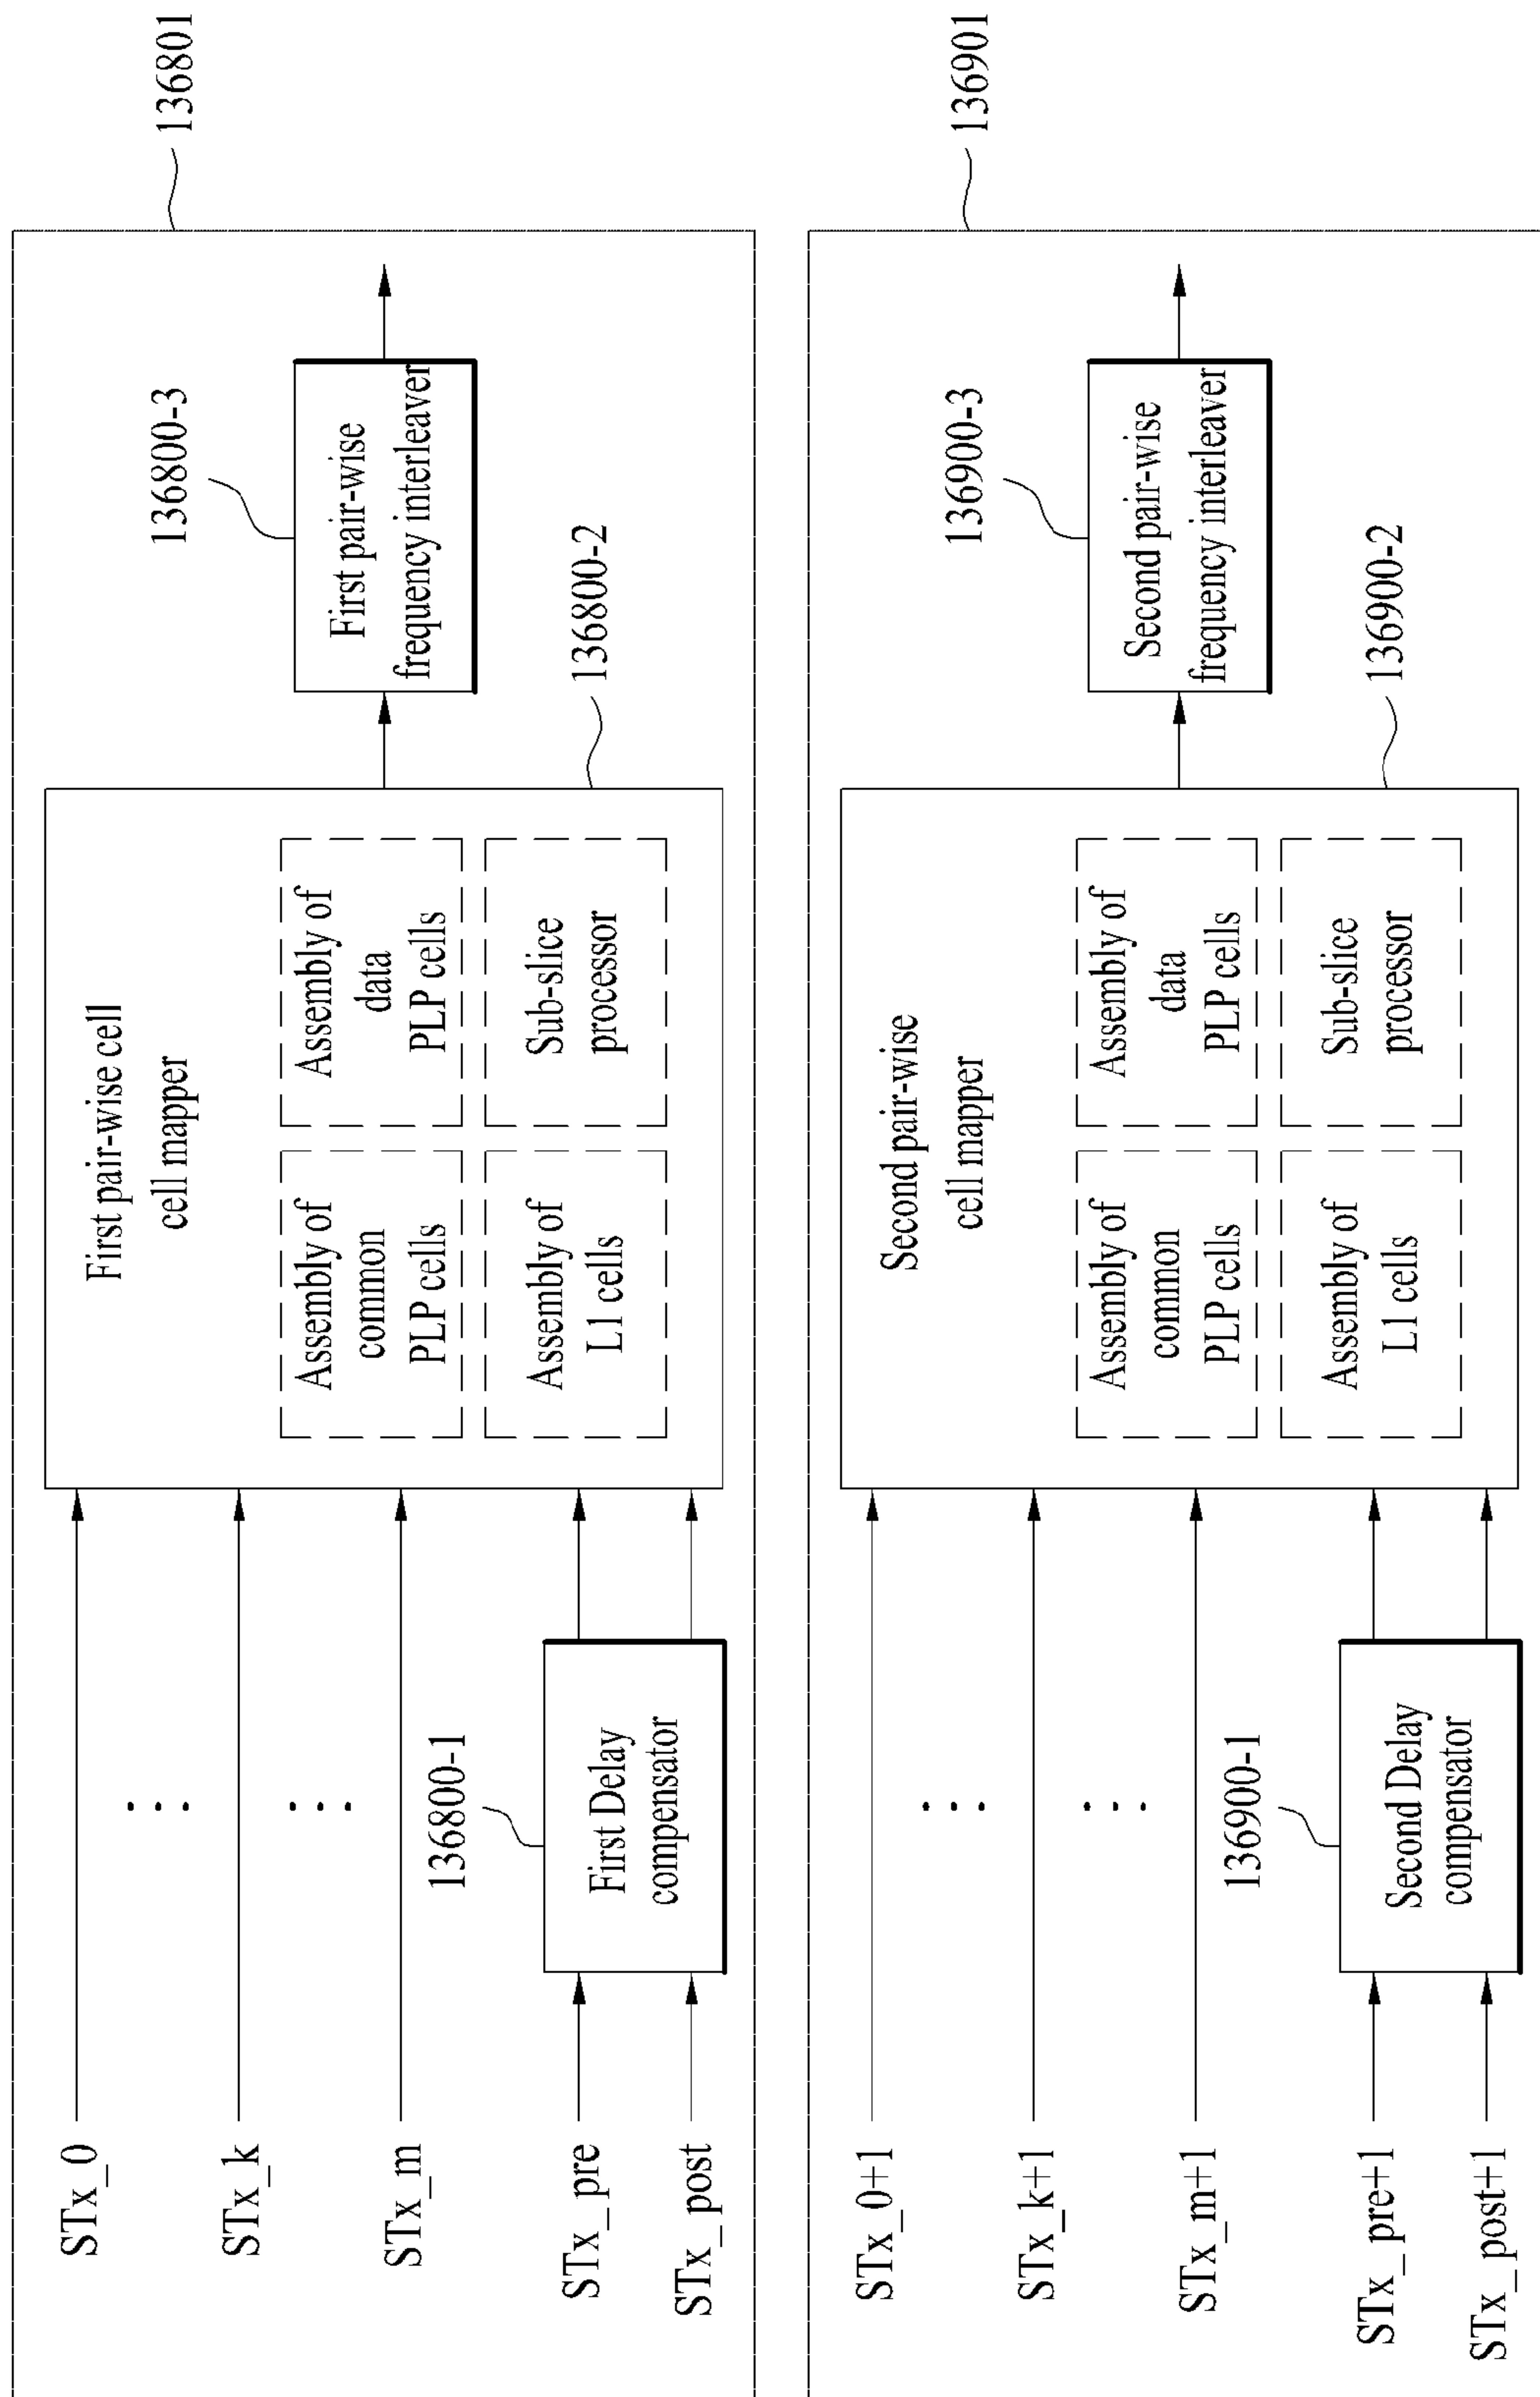 136801
STx_0
STx_k
STx_m
STx_pre
STx_post
136800-1
First Delay
compensator
First pair-wise cell
cell mapper
Assembly of
common
PLP cells
Assembly of
data
PLP cells
Assembly of
L1 cells
Sub-slice
processor
136800-2
136800-3
First pair-wise
frequency interleaver
136901
STx_0+1
STx_k+1
STx_m+1
STx_pre+1
STx_post+1
136900-1
Second Delay
compensator
Second pair-wise
cell mapper
Assembly of
common
PLP cells
Assembly of
data
PLP cells
Assembly of
L1 cells
Sub-slice
processor
136900-2
136900-3
Second pair-wise
frequency interleaver